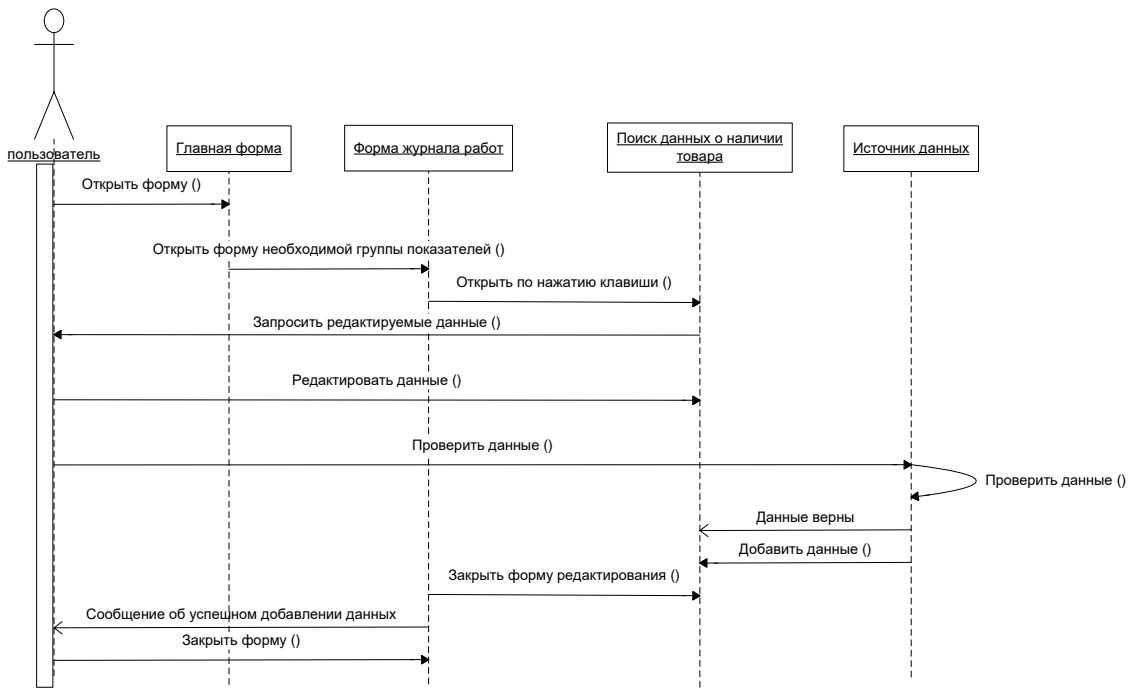 пользователь
Главная форма
Форма журнала работ
Поиск данных о наличии
товара
Источник данных
Открыть форму ()
Открыть форму необходимой группы показателей ()
Открыть по нажатию клавиши ()
Запросить редактируемые данные ()
Редактировать данные ()
Проверить данные ()
Проверить данные ()
Данные верны
Добавить данные ()
Закрыть форму редактирования ()
Сообщение об успешном добавлении данных
Закрыть форму ()